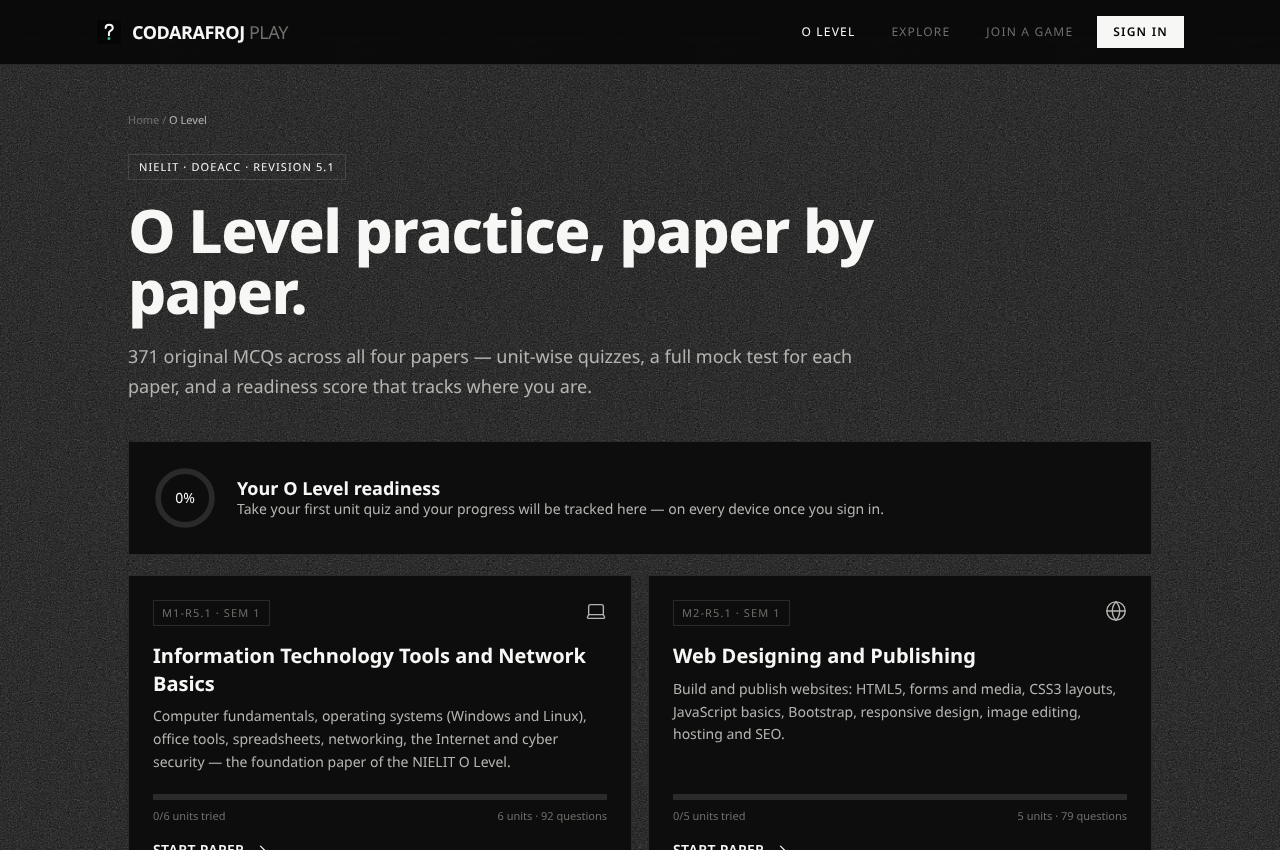 CODARAFROJ PLAY
O LEVEL
EXPLORE
JOIN A GAME
SIGN IN
Home / O Level
NIELIT · DOEACC · REVISION 5.1
O Level practice, paper by
paper.
371 original MCQs across all four papers — unit-wise quizzes, a full mock test for each
paper, and a readiness score that tracks where you are.
0%
Your O Level readiness
Take your first unit quiz and your progress will be tracked here — on every device once you sign in.
M1-R5.1 · SEM 1
Information Technology Tools and Network
Basics
Computer fundamentals, operating systems (Windows and Linux),
office tools, spreadsheets, networking, the Internet and cyber
security — the foundation paper of the NIELIT O Level.
0/6 units tried
6 units · 92 questions
START PAPER →
M2-R5.1 · SEM 1
Web Designing and Publishing
Build and publish websites: HTML5, forms and media, CSS3 layouts,
JavaScript basics, Bootstrap, responsive design, image editing,
hosting and SEO.
0/5 units tried
5 units · 79 questions
START PAPER →